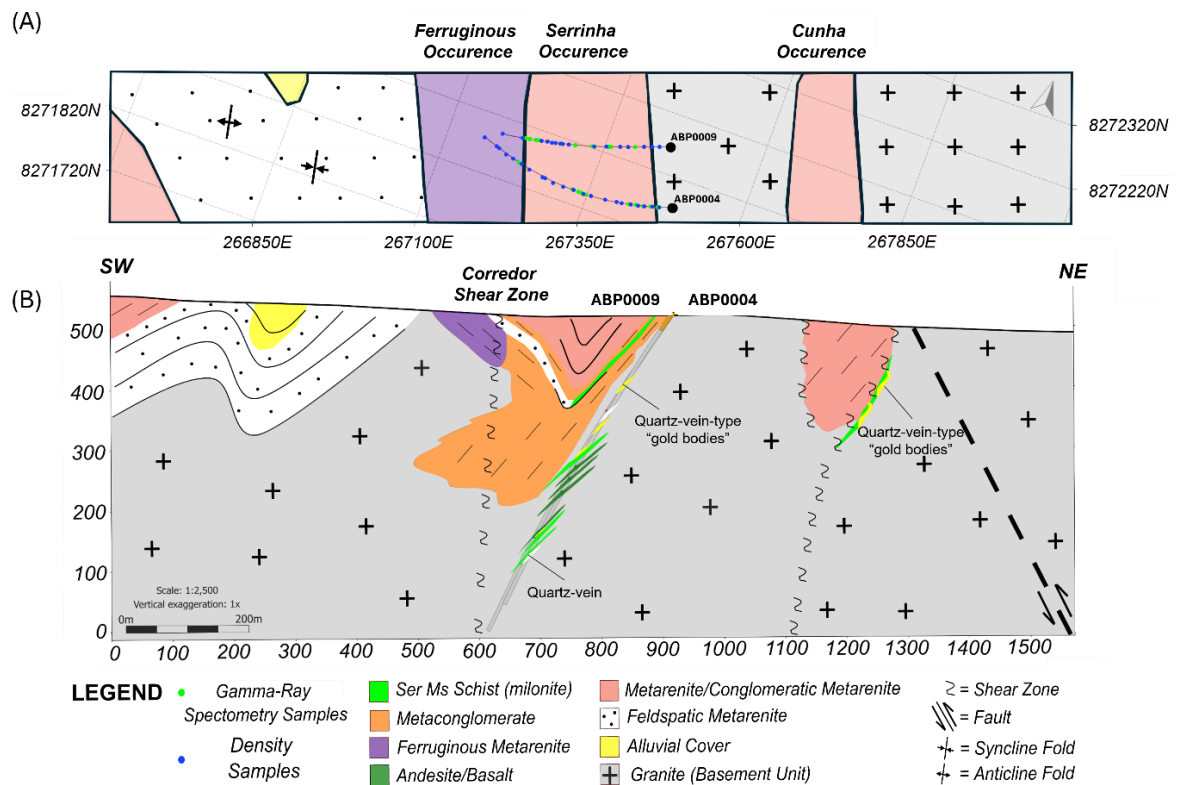 (A)
Ferruginous
Occurence
Serrinha
Occurence
Cunha
Occurence
8271820N
8271720N
8272320N
8272220N
ABP0009
ABP0004
266850E
267100E
267350E
267600E
267850E
(B)
SW
NE
Corredor
Shear Zone
ABP0009
ABP0004
500
400
300
200
100
0
Quartz-vein-type
"gold bodies"
Quartz-vein-type
"gold bodies"
Quartz-vein
Scale: 1:2,500
Vertical exaggeration: 1x
0m
200m
0
100
200
300
400
500
600
700
800
900
1000
1100
1200
1300
1400
1500
LEGEND
Gamma-Ray
Spectometry Samples
Density
Samples
Ser Ms Schist (milonite)
Metaconglomerate
Ferruginous Metarenite
Andesite/Basalt
Metarenite/Conglomeratic Metarenite
Feldspatic Metarenite
Alluvial Cover
Granite (Basement Unit)
= Shear Zone
= Fault
= Syncline Fold
= Anticline Fold